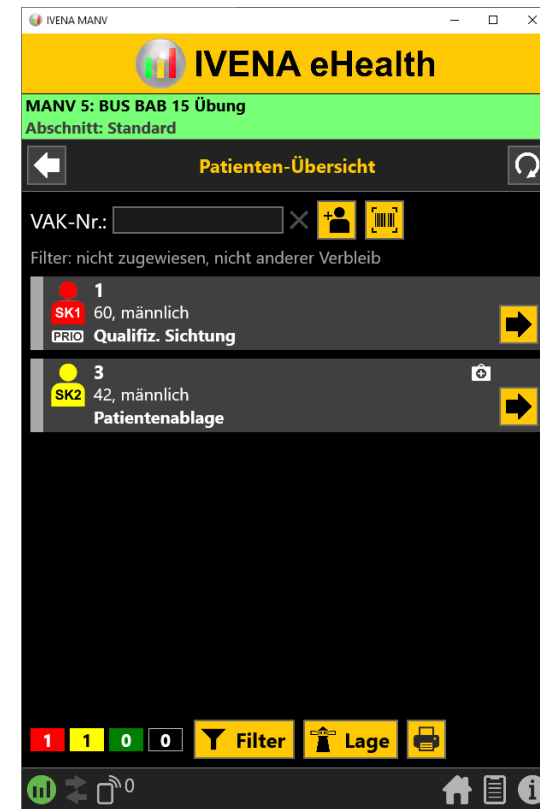 IVENA MANV
IVENA eHealth
MANV 5: BUS BAB 15 Übung
Abschnitt: Standard
Patienten-Übersicht
VAK-Nr.:
Filter: nicht zugewiesen, nicht anderer Verbleib
1
SK1 60, männlich
PRIO Qualifiz. Sichtung
3
SK2 42, männlich
Patientenablage
1 1 0 0 Filter Lage
0